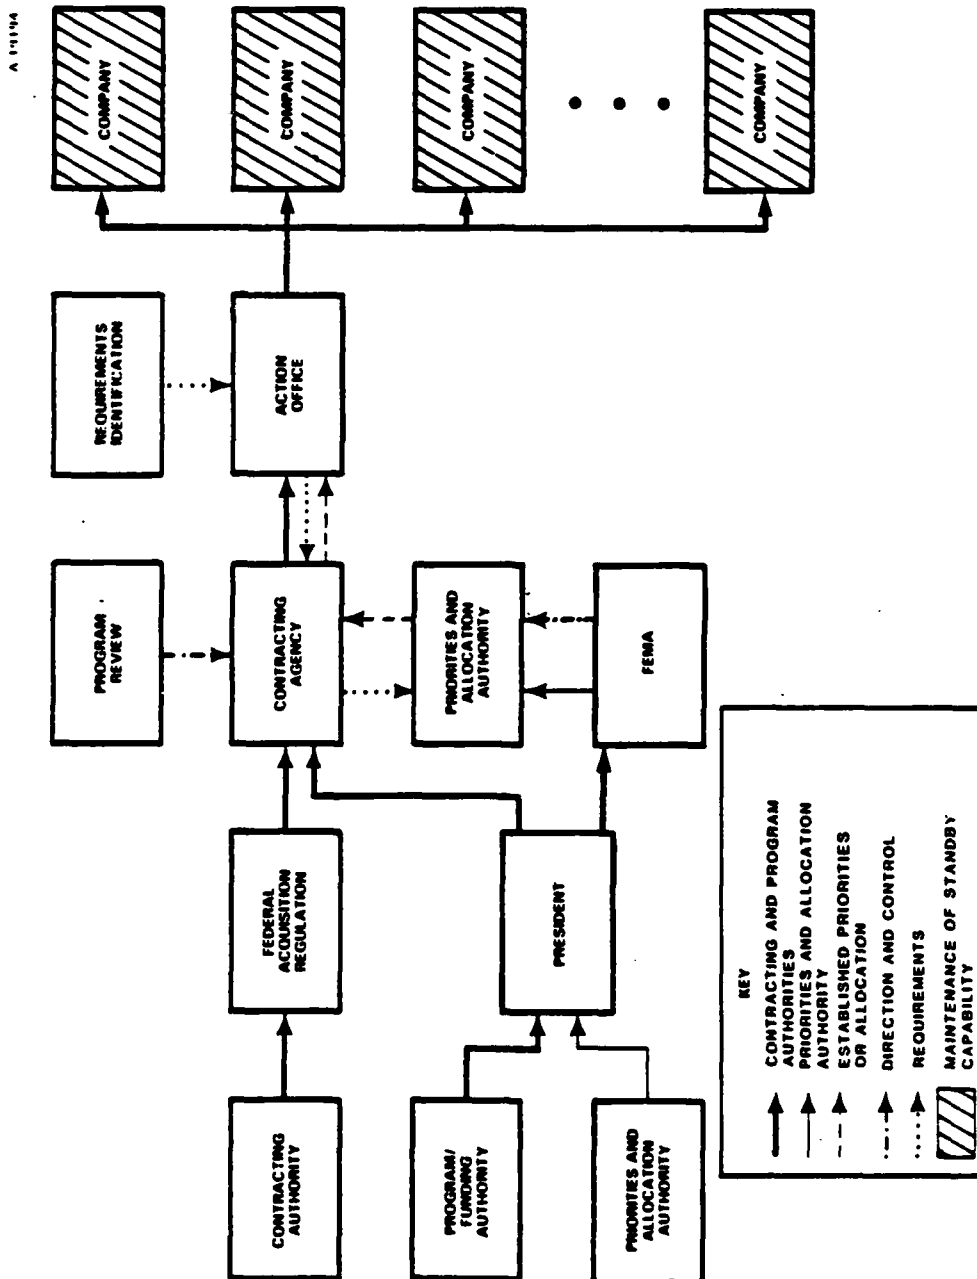 CONTRACTING
AUTHORITY
PROGRAM/
FUNDING
AUTHORITY
PRIORITIES AND
ALLOCATION
AUTHORITY
FEDERAL
ACQUISITION
REGULATION
PRESIDENT
PROGRAM
REVIEW
CONTRACTING
AGENCY
PRIORITIES AND
ALLOCATION
AUTHORITY
FEMA
REQUIREMENTS
IDENTIFICATION
ACTION
OFFICE
COMPANY
COMPANY
COMPANY
COMPANY
KEY
CONTRACTING AND PROGRAM
AUTHORITIES
PRIORITIES AND ALLOCATION
AUTHORITY
ESTABLISHED PRIORITIES
OR ALLOCATION
DIRECTION AND CONTROL
REQUIREMENTS
MAINTENANCE OF STANDBY
CAPABILITY